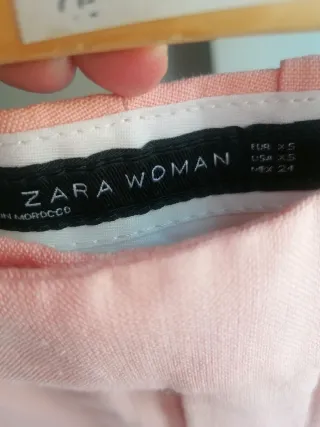 ZARA WOMAN
IN MOROCCO
EUR XS
USA XS
MEX 24